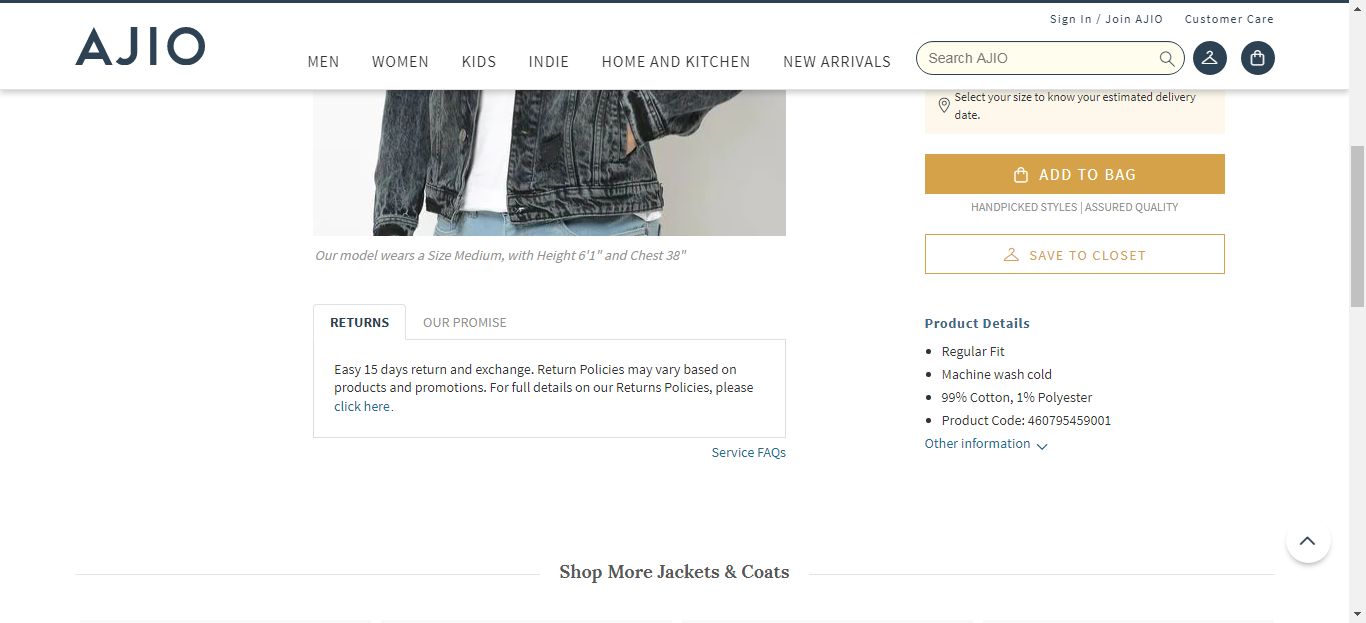 Sign In / Join AJIO
Customer Care
AJIO
MEN
WOMEN
KIDS
INDIE
HOME AND KITCHEN
NEW ARRIVALS
Search AJIO
Select your size to know your estimated delivery
date.
ADD TO BAG
HANDPICKED STYLES | ASSURED QUALITY
SAVE TO CLOSET
Our model wears a Size Medium, with Height 6'1" and Chest 38"
RETURNS
OUR PROMISE
Easy 15 days return and exchange. Return Policies may vary based on
products and promotions. For full details on our Returns Policies, please
click here.
Service FAQs
Product Details
Regular Fit
Machine wash cold
99% Cotton, 1% Polyester
Product Code: 460795459001
Other information
Shop More Jackets & Coats